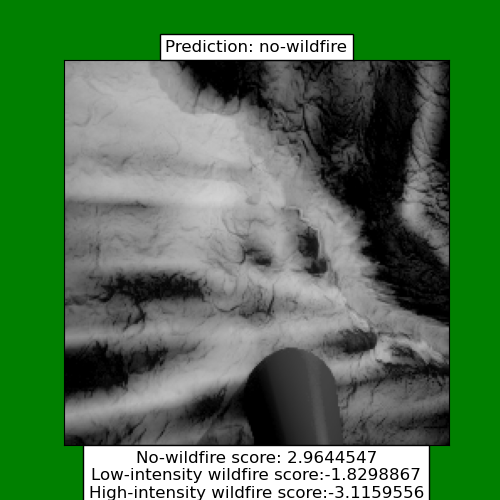 Prediction: no-wildfire
No-wildfire score: 2.9644547
Low-intensity wildfire score:-1.8298867
High-intensity wildfire score:-3.1159556